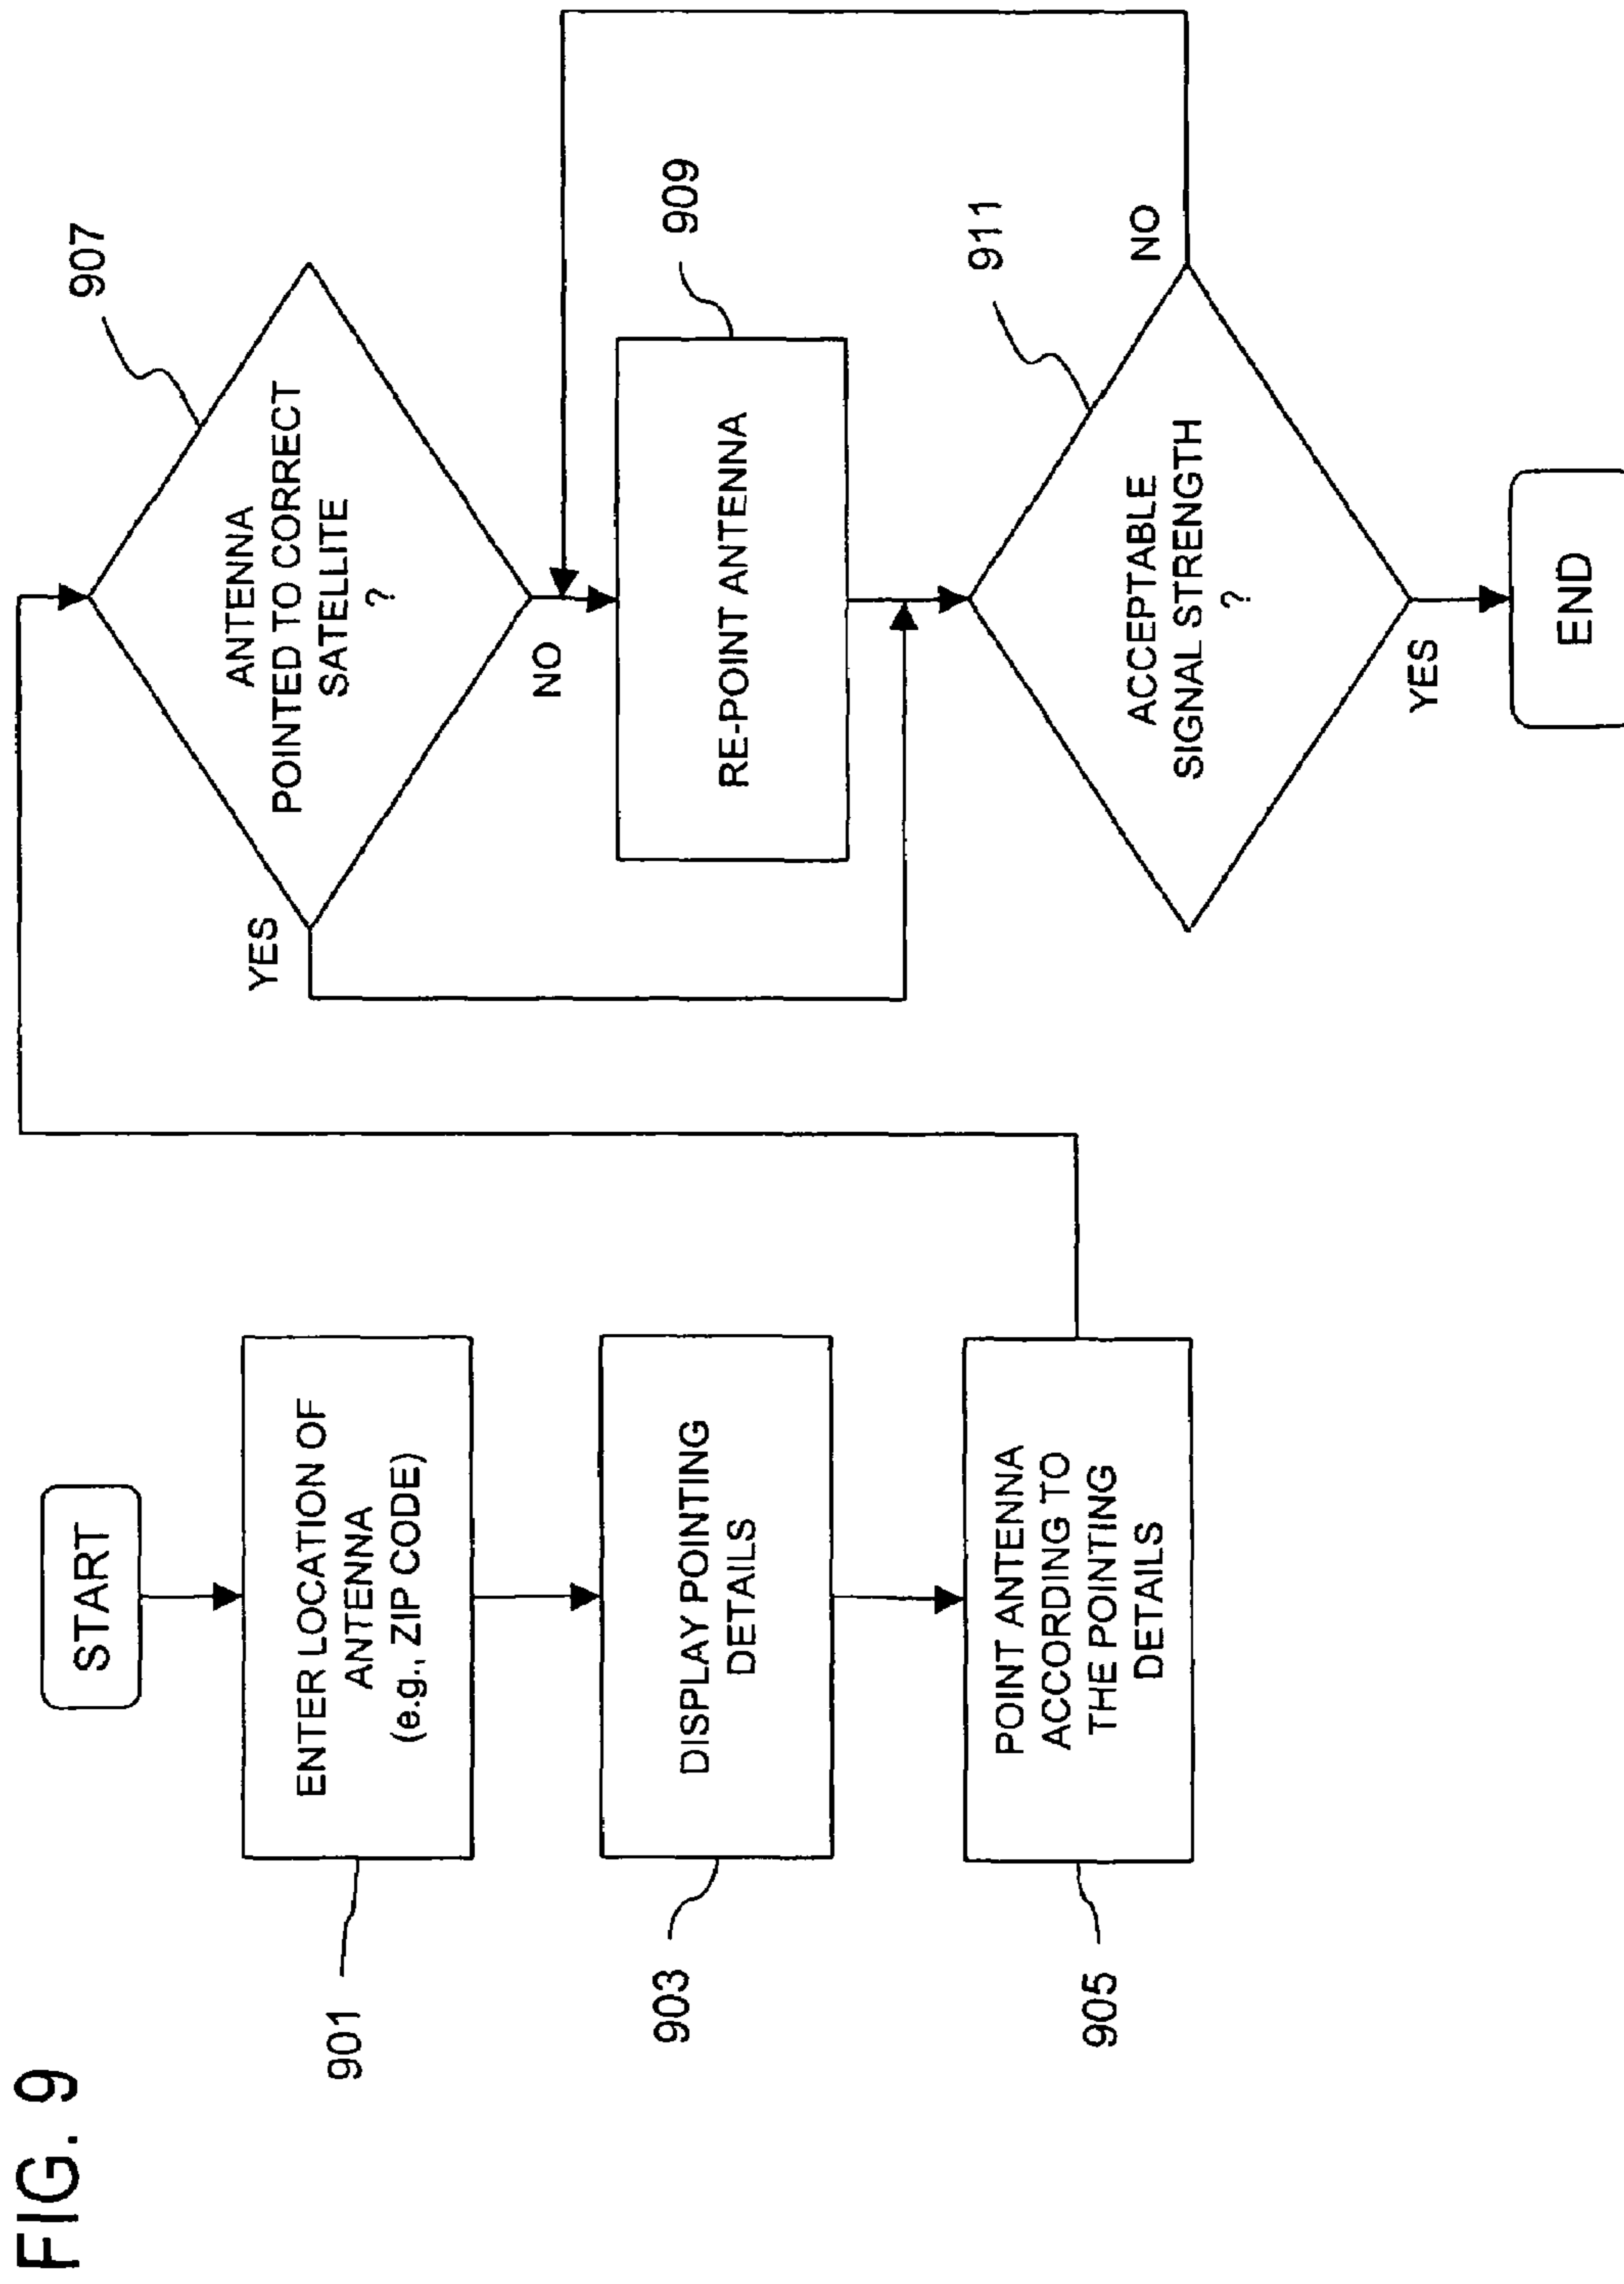 FIG. 9
START
ENTER LOCATION OF
ANTENNA
(e.g., ZIP CODE)
901
DISPLAY POINTING
DETAILS
903
POINT ANTENNA
ACCORDING TO
THE POINTING
DETAILS
905
ANTENNA
POINTED TO CORRECT
SATELLITE
?
907
YES
NO
RE-POINT ANTENNA
909
ACCEPTABLE
SIGNAL STRENGTH
?
911
NO
YES
END